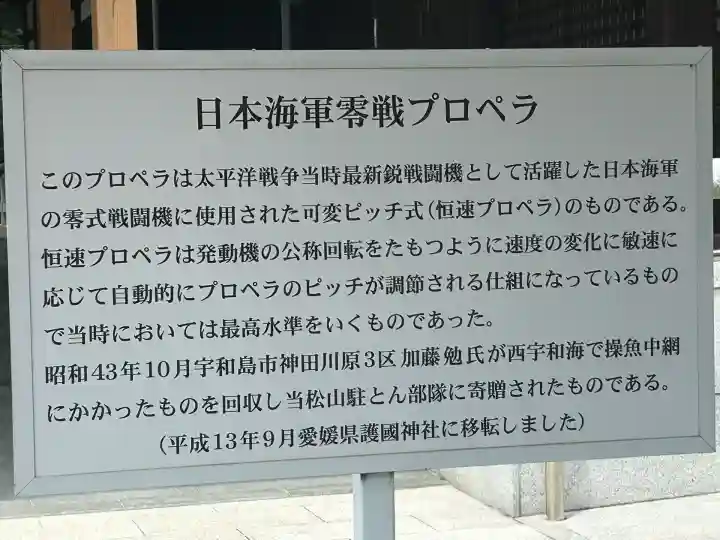 日本海軍零戦プロペラ
このプロペラは太平洋戦争当時最新鋭戦闘機として活躍した日本海軍
の零式戦闘機に使用された可変ピッチ式(恒速プロペラ)のものである。
恒速プロペラは発動機の公称回転をたもつように速度の変化に敏速に
応じて自動的にプロペラのピッチが調節される仕組になっているもの
で当時においては最高水準をいくものであった。
昭和43年10月宇和島市神田川原3区加藤勉氏が西宇和海で操魚中網
にかかったものを回収し当松山駐とん部隊に寄贈されたものである。
(平成13年9月愛媛県護國神社に移転しました)